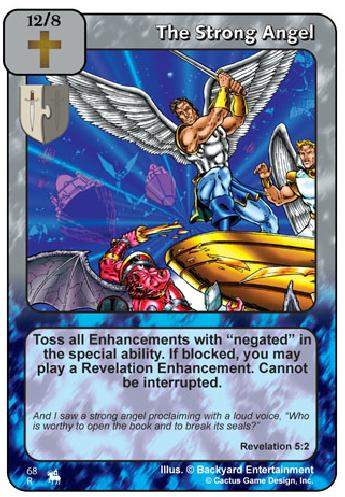 12/8
The Strong Angel
Toss all Enhancements with “negated” in
the special ability. If blocked, you may
play a Revelation Enhancement. Cannot
be interrupted.
And I saw a strong angel proclaiming with a loud voice, “Who
is worthy to open the book and to break its seals?”
Revelation 5:2
68
R
Illus. © Backyard Entertainment
© Cactus Game Design, Inc.